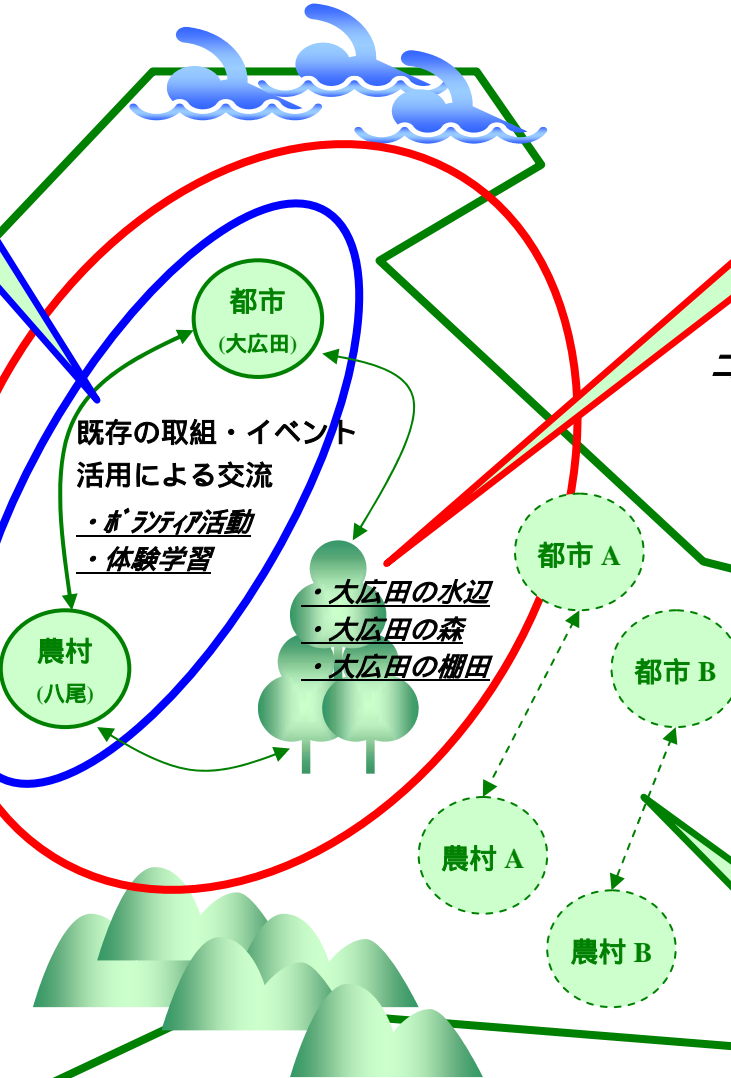 都市
(大広田)
既存の取組・イベント
活用による交流
・ﾎﾞﾗﾝﾃｨｱ活動
・体験学習
・大広田の水辺
・大広田の森
・大広田の棚田
農村
(八尾)
都市 A
都市 B
農村 A
農村 B